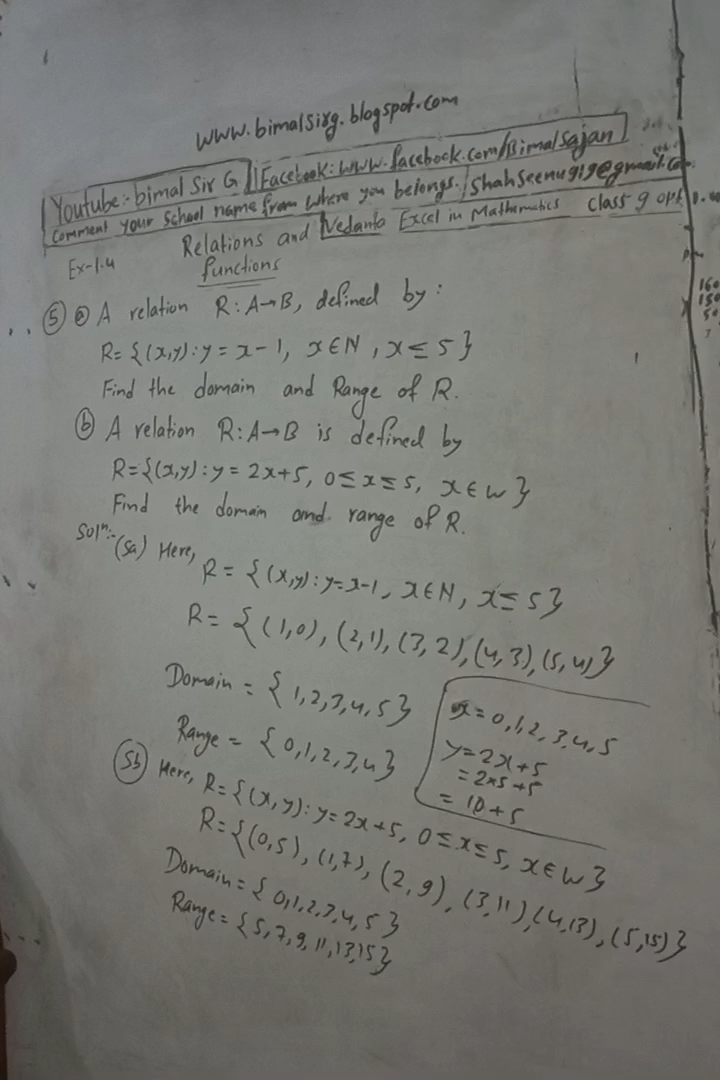 www.bimalsirg.blogspot.com
Youtube:- bimal Sir G | Facebook: www.facebook.com/Bimalsajan
Comment your School name from where you belongs. / Shahseenu919@gmail.com
Ex-1.4 Relations and functions Vedanta Excel in Mathematics class 9 opt
⑤ ⓐ A relation R: A→B, defined by:
R= {(x,y): y = x-1, x∈N, x≤5}
Find the domain and Range of R.
ⓑ A relation R: A→B is defined by
R={(x,y): y = 2x+5, 0≤x≤5, x∈W}
Find the domain and range of R.
Solⁿ:-
(5a) Here,
R = {(x,y): y=x-1, x∈N, x≤5}
R = {(1,0), (2,1), (3,2), (4,3), (5,4)}
Domain = {1,2,3,4,5}
Range = {0,1,2,3,4}
x=0,1,2,3,4,5
y=2x+5
=2×5+5
= 10+5
(5b) Here, R={(x,y): y=2x+5, 0≤x≤5, x∈W}
R={(0,5), (1,7), (2,9), (3,11), (4,13), (5,15)}
Domain = {0,1,2,3,4,5}
Range = {5,7,9,11,13,15}